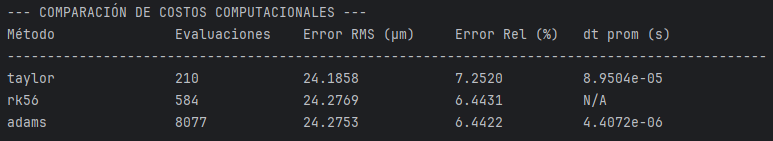 --- COMPARACIÓN DE COSTOS COMPUTACIONALES ---
Método Evaluaciones Error RMS (µm) Error Rel (%) dt prom (s)
-----------------------------------------------------------------------------------------------
taylor 210 24.1858 7.2520 8.9504e-05
rk56 584 24.2769 6.4431 N/A
adams 8077 24.2753 6.4422 4.4072e-06